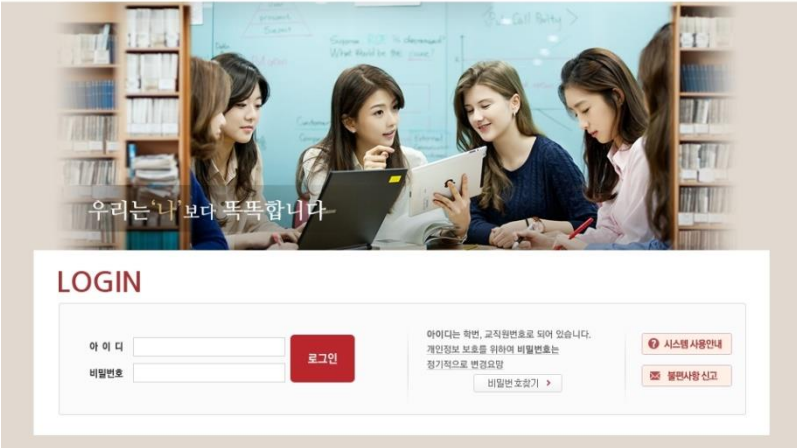 우리는 '나'보다 똑똑합니다
LOGIN
아 이 디
비밀번호
로그인
아이디는 학번, 교직원번호로 되어 있습니다.
개인정보 보호를 위하여 비밀번호는
정기적으로 변경요망
비밀번호찾기 >
시스템 사용안내
불편사항 신고